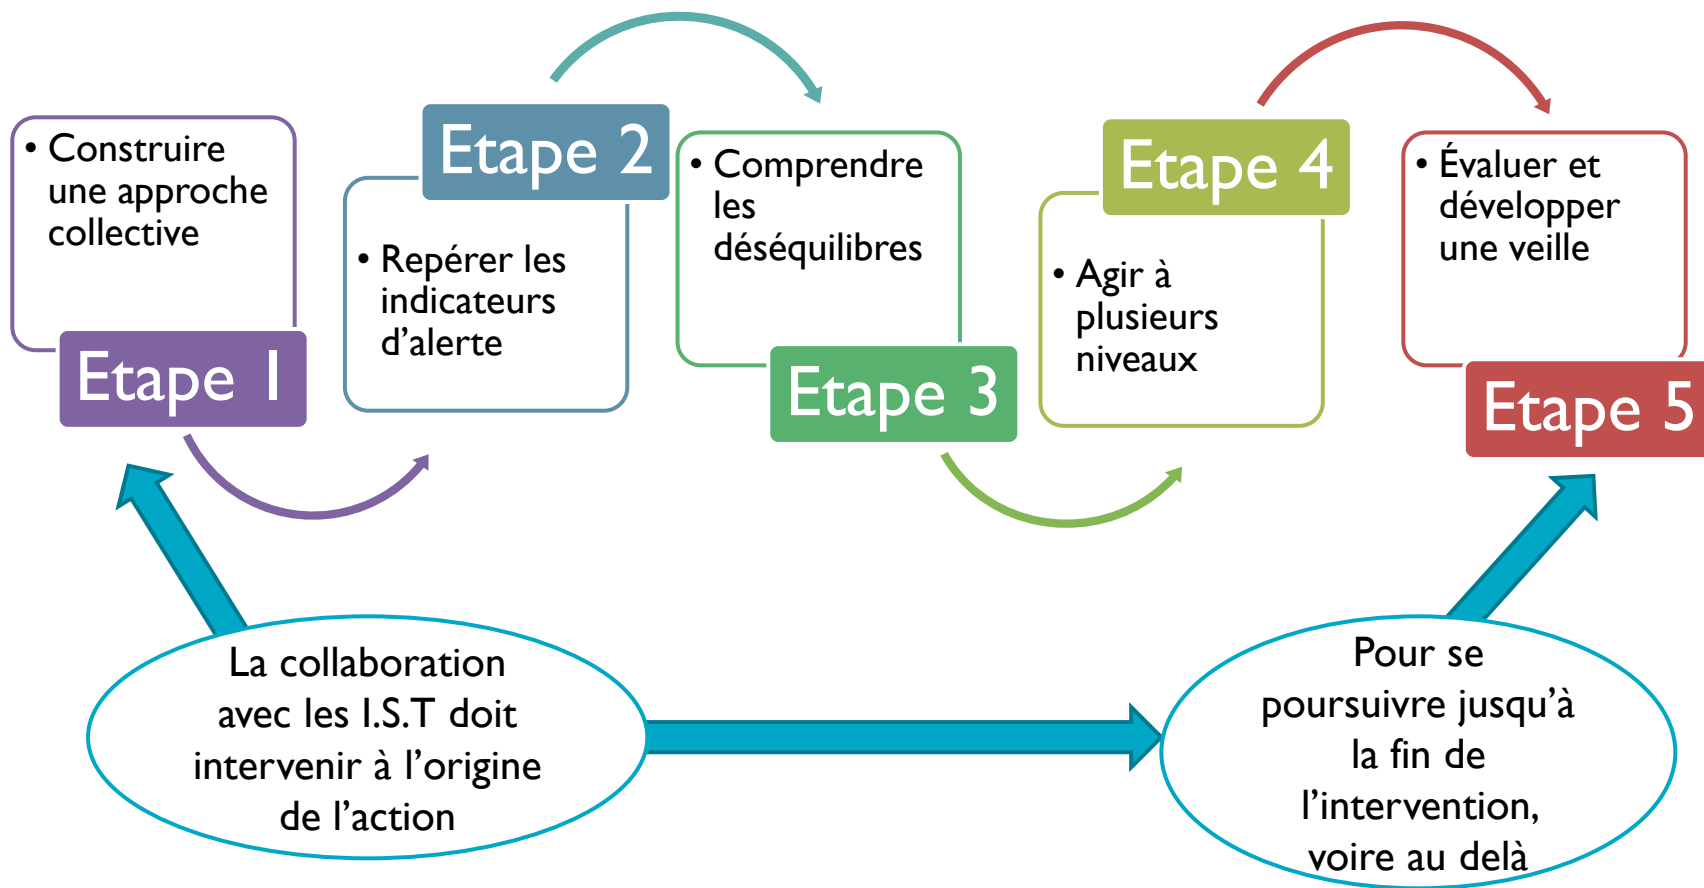 • Construire
une approche
collective
Etape 1
Etape 2
• Repérer les
indicateurs
d’alerte
• Comprendre
les
déséquilibres
Etape 3
Etape 4
• Agir à
plusieurs
niveaux
• Évaluer et
développer
une veille
Etape 5
La collaboration
avec les I.S.T doit
intervenir à l’origine
de l’action
Pour se
poursuivre jusqu’à
la fin de
l’intervention,
voire au delà